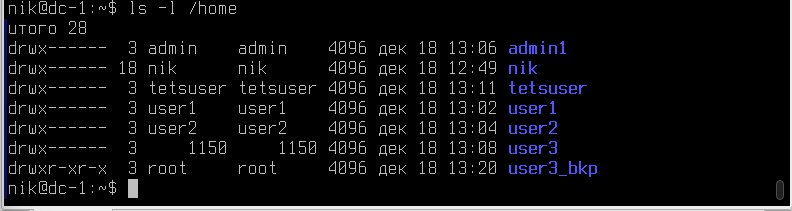 nik@dc-1:~$ ls -l /home
итого 28
drwx------  3 admin    admin    4096 дек 18 13:06 admin1
drwx------ 18 nik      nik      4096 дек 18 12:49 nik
drwx------  3 tetsuser tetsuser 4096 дек 18 13:11 tetsuser
drwx------  3 user1    user1    4096 дек 18 13:02 user1
drwx------  3 user2    user2    4096 дек 18 13:04 user2
drwx------  3     1150     1150 4096 дек 18 13:08 user3
drwxr-xr-x  3 root     root     4096 дек 18 13:20 user3_bkp
nik@dc-1:~$